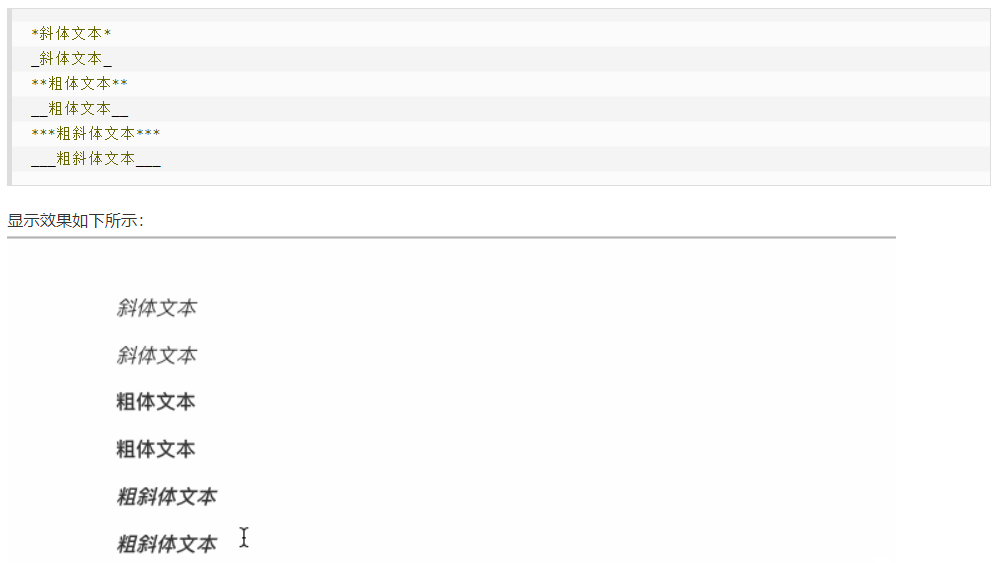 *斜体文本*
_斜体文本_
**粗体文本**
__粗体文本__
***粗斜体文本***
___粗斜体文本___
显示效果如下所示：
斜体文本
斜体文本
粗体文本
粗体文本
粗斜体文本
粗斜体文本